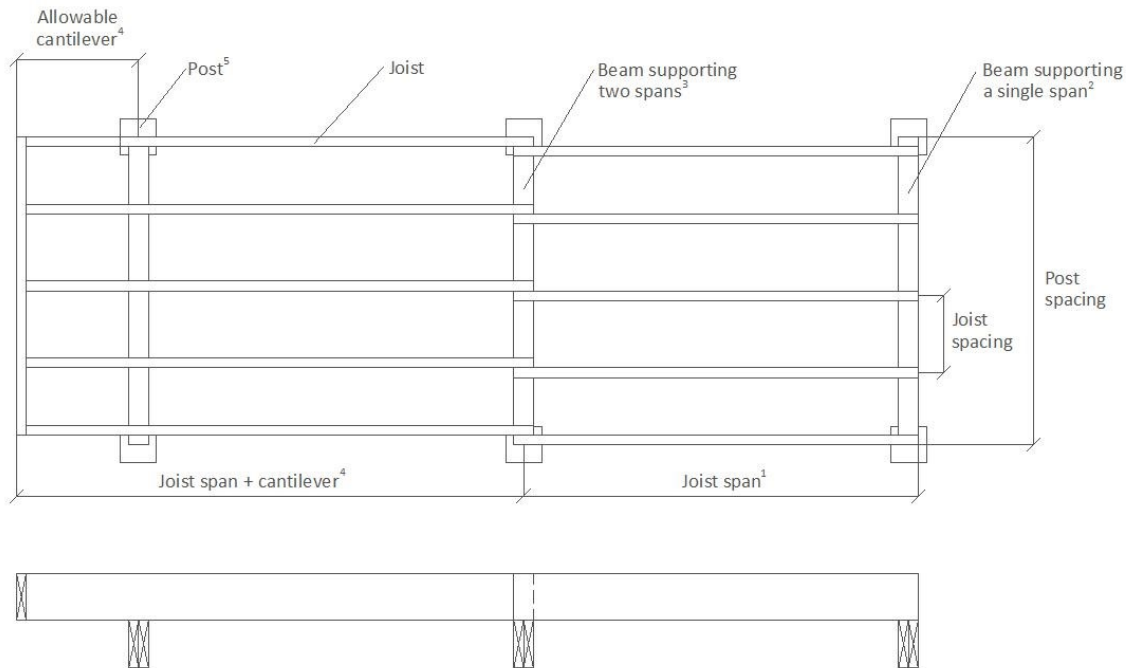 Allowable
cantilever⁴
Post⁵
Joist
Beam supporting
two spans³
Beam supporting
a single span²
Post
spacing
Joist
spacing
Joist span + cantilever⁴
Joist span¹